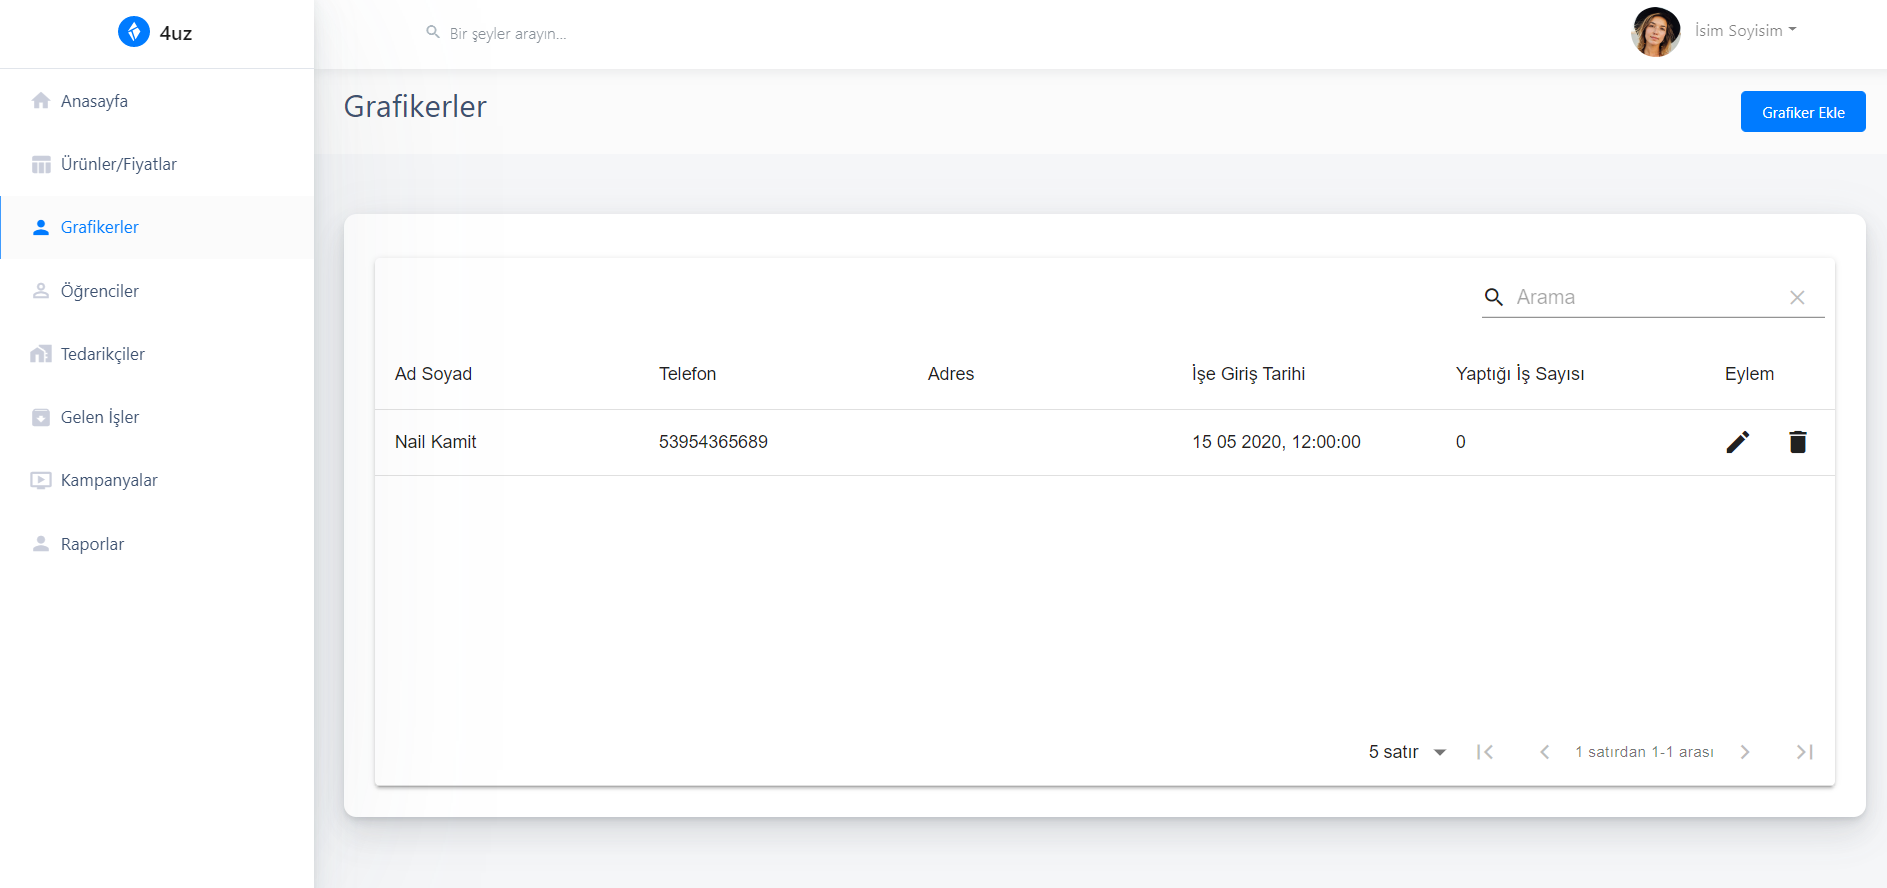 4uz
Bir şeyler arayın...
İsim Soyisim
Anasayfa
Ürünler/Fiyatlar
Grafikerler
Öğrenciler
Tedarikçiler
Gelen İşler
Kampanyalar
Raporlar
Grafikerler
Grafiker Ekle
Arama
Ad Soyad Telefon Adres İşe Giriş Tarihi Yaptığı İş Sayısı Eylem
Nail Kamit 53954365689 15 05 2020, 12:00:00 0
5 satır 1 satırdan 1-1 arası